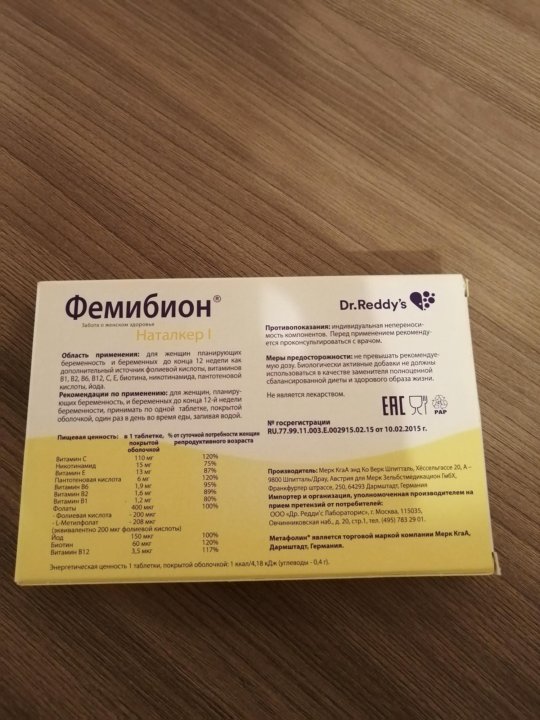 Фемибион®
Забота о женском здоровье
Наталкер I
Dr.Reddy's
Область применения: для женщин планирующих
беременность и беременных до конца 12 недели как
дополнительный источник фолиевой кислоты, витаминов
B1, B2, B6, B12, C, E, биотина, никотинамида, пантотеновой
кислоты, йода.
Рекомендации по применению: для женщин, планиру-
ющих беременность, и беременных до конца 12-й недели
беременности, принимать по одной таблетке, покрытой
оболочкой, один раз в день во время еды, запивая водой.
Пищевая ценность: в 1 таблетке, % от суточной потребности женщин
покрытой репродуктивного возраста
оболочкой
Витамин C 110 мг 120%
Никотинамид 15 мг 75%
Витамин E 13 мг 87%
Пантотеновая кислота 6 мг 120%
Витамин B6 1,9 мг 95%
Витамин B2 1,6 мг 89%
Витамин B1 1,2 мг 80%
Фолаты 400 мкг 100%
- Фолиевая кислота - 200 мкг
- L-Метилфолат - 208 мкг
(эквивалентно 200 мкг фолиевой кислоты)
Йод 150 мкг 100%
Биотин 60 мкг 120%
Витамин B12 3,5 мкг 117%
Энергетическая ценность 1 таблетки, покрытой оболочкой: 1 ккал/4,18 кДж (углеводы - 0,4 г).
Противопоказания: индивидуальная непереноси-
мость компонентов. Перед применением рекоменду-
ется проконсультироваться с врачом.
Меры предосторожности: не превышать рекомендуе-
мую дозу. Биологически активные добавки не должны
использоваться в качестве заменителя полноценной
сбалансированной диеты и здорового образа жизни.
Не является лекарством.
EAC
PAP
№ госрегистрации
RU.77.99.11.003.E.002915.02.15 от 10.02.2015 г.
Производитель: Мерк КгаА энд Ко Верк Шпитталь, Хёссельгассе 20, А –
9800 Шпитталь/Драу, Австрия для Мерк Зельбстмедикацион ГмбХ,
Франкфуртер штрассе, 250, 64293 Дармштадт, Германия
Импортер и организация, уполномоченная производителем на
прием претензий от потребителей:
ООО «Др. Редди'с Лабораторис», г. Москва, 115035,
Овчинниковская наб., д. 20, стр.1, тел. (495) 783 29 01.
Метафолин® является торговой маркой компании Мерк КгаА,
Дармштадт, Германия.